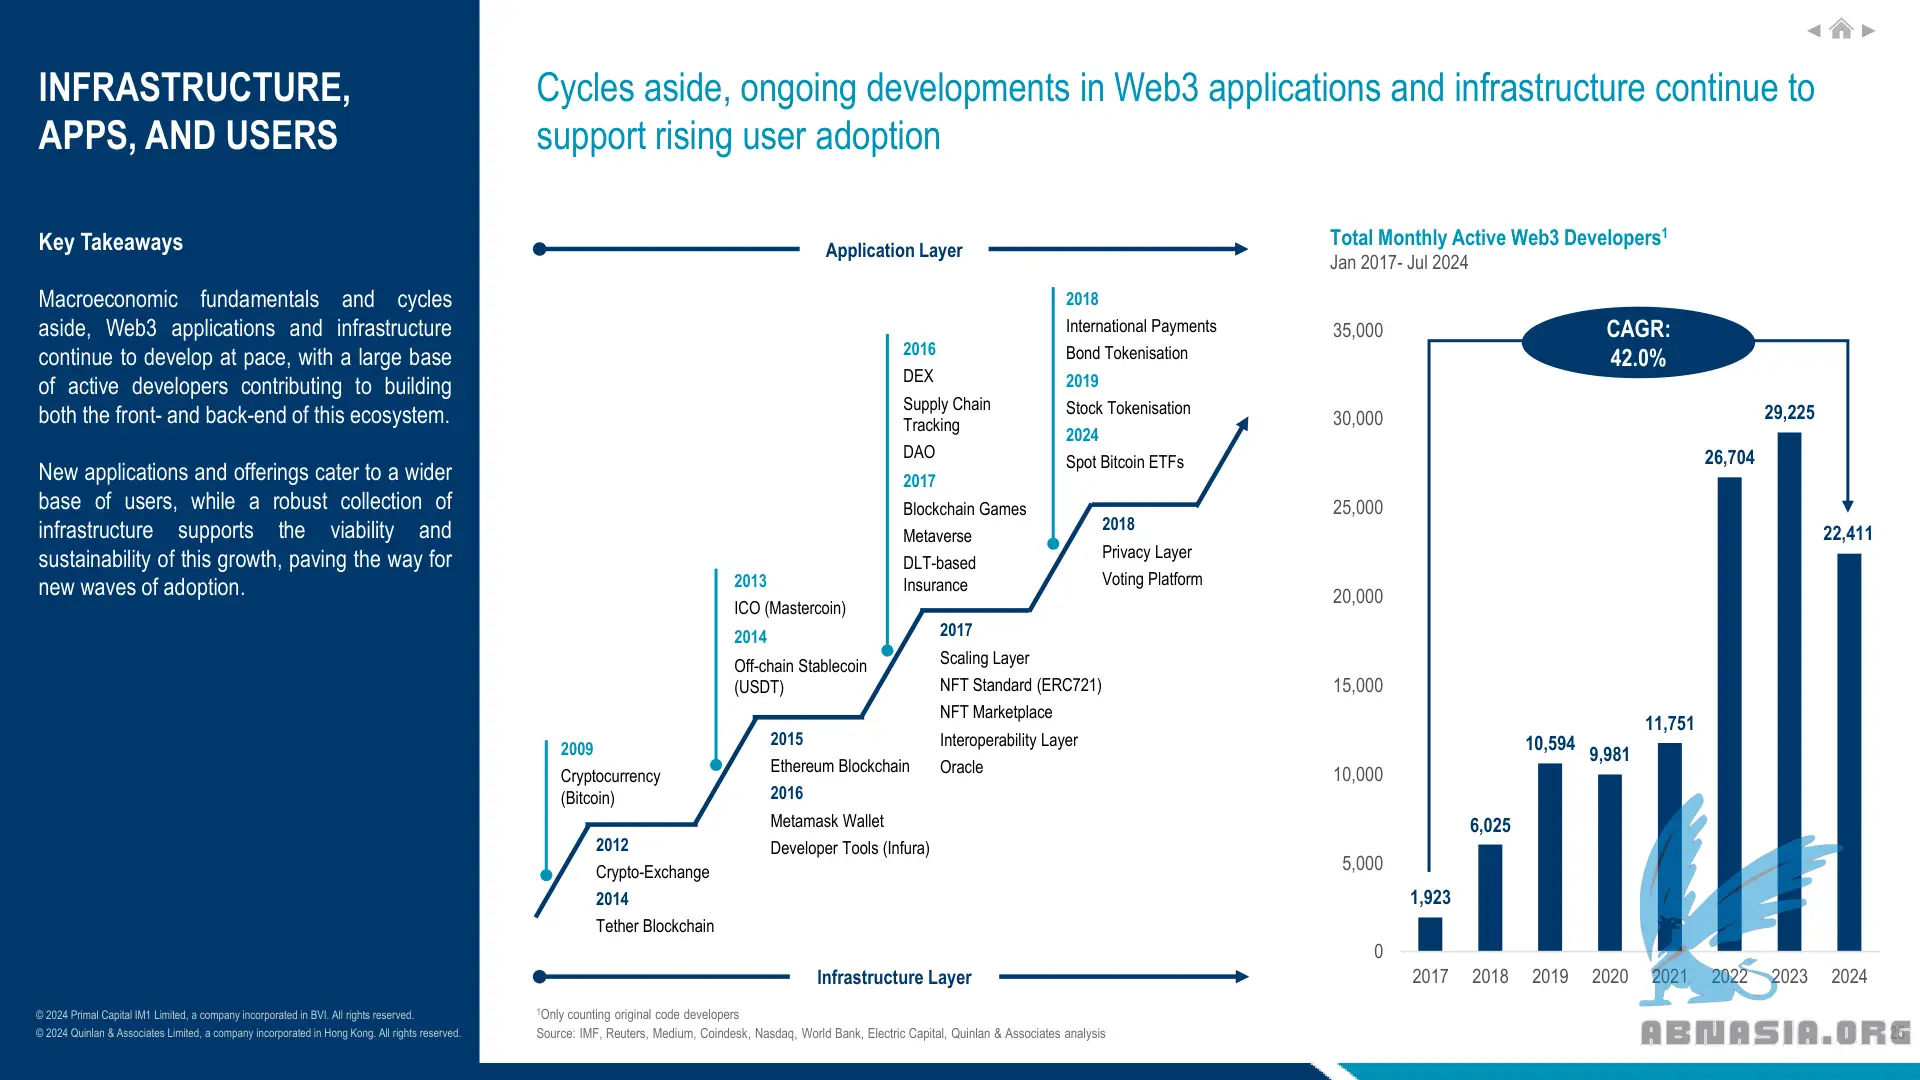 INFRASTRUCTURE,
APPS, AND USERS
Key Takeaways
Macroeconomic fundamentals and cycles
aside, Web3 applications and infrastructure
continue to develop at pace, with a large base
of active developers contributing to building
both the front- and back-end of this ecosystem.
New applications and offerings cater to a wider
base of users, while a robust collection of
infrastructure supports the viability and
sustainability of this growth, paving the way for
new waves of adoption.
© 2024 Primal Capital IM1 Limited, a company incorporated in BVI. All rights reserved.
© 2024 Quinlan & Associates Limited, a company incorporated in Hong Kong. All rights reserved.
Cycles aside, ongoing developments in Web3 applications and infrastructure continue to
support rising user adoption
Application Layer
2009
Cryptocurrency
(Bitcoin)
2012
Crypto-Exchange
2014
Tether Blockchain
2013
ICO (Mastercoin)
2014
Off-chain Stablecoin
(USDT)
2015
Ethereum Blockchain
2016
Metamask Wallet
Developer Tools (Infura)
2016
DEX
Supply Chain
Tracking
DAO
2017
Blockchain Games
Metaverse
DLT-based
Insurance
2017
Scaling Layer
NFT Standard (ERC721)
NFT Marketplace
Interoperability Layer
Oracle
2018
International Payments
Bond Tokenisation
2019
Stock Tokenisation
2024
Spot Bitcoin ETFs
2018
Privacy Layer
Voting Platform
Infrastructure Layer
¹Only counting original code developers
Source: IMF, Reuters, Medium, Coindesk, Nasdaq, World Bank, Electric Capital, Quinlan & Associates analysis
Total Monthly Active Web3 Developers¹
Jan 2017- Jul 2024
CAGR:
42.0%
35,000
30,000
25,000
20,000
15,000
10,000
5,000
0
1,923
6,025
10,594
9,981
11,751
26,704
29,225
22,411
2017 2018 2019 2020 2021 2022 2023 2024
ABNASIA.ORG